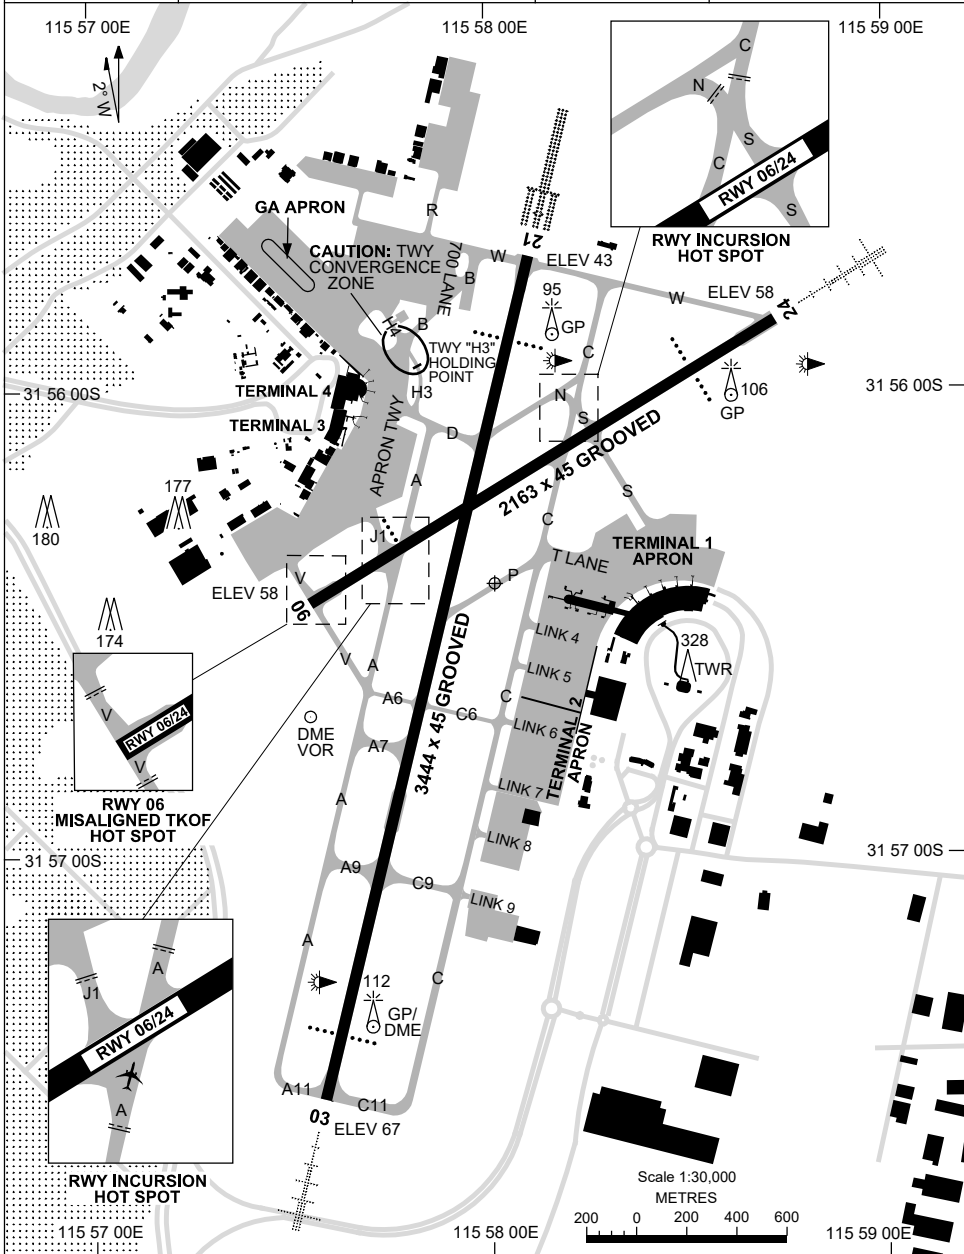 115 57 00E
115 58 00E
115 59 00E
2° W
C
N
S
C
RWY 06/24
S
RWY INCURSION
HOT SPOT
GA APRON
R
21
CAUTION: TWY
CONVERGENCE
ZONE
700 LANE
W
B
ELEV 43
W
ELEV 58
24
95
GP
H4
B
TWY "H3"
HOLDING
POINT
C
31 56 00S
31 56 00S
TERMINAL 4
H3
N
106
GP
TERMINAL 3
APRON TWY
D
S
2163 x 45 GROOVED
A
177
180
S
C
J1
TERMINAL 1
APRON
T LANE
V
P
ELEV 58
06
174
LINK 4
328
TWR
V
A
LINK 5
A6
C
C6
LINK 6
DME
VOR
3444 x 45 GROOVED
TERMINAL 2
APRON
V
RWY 06/24
V
A7
LINK 7
RWY 06
MISALIGNED TKOF
HOT SPOT
A
LINK 8
31 57 00S
31 57 00S
A9
C9
LINK 9
A
A
J1
RWY 06/24
A
C
112
GP/
DME
A11
C11
03
ELEV 67
RWY INCURSION
HOT SPOT
Scale 1:30,000
METRES
200 0 200 400 600
115 57 00E
115 58 00E
115 59 00E